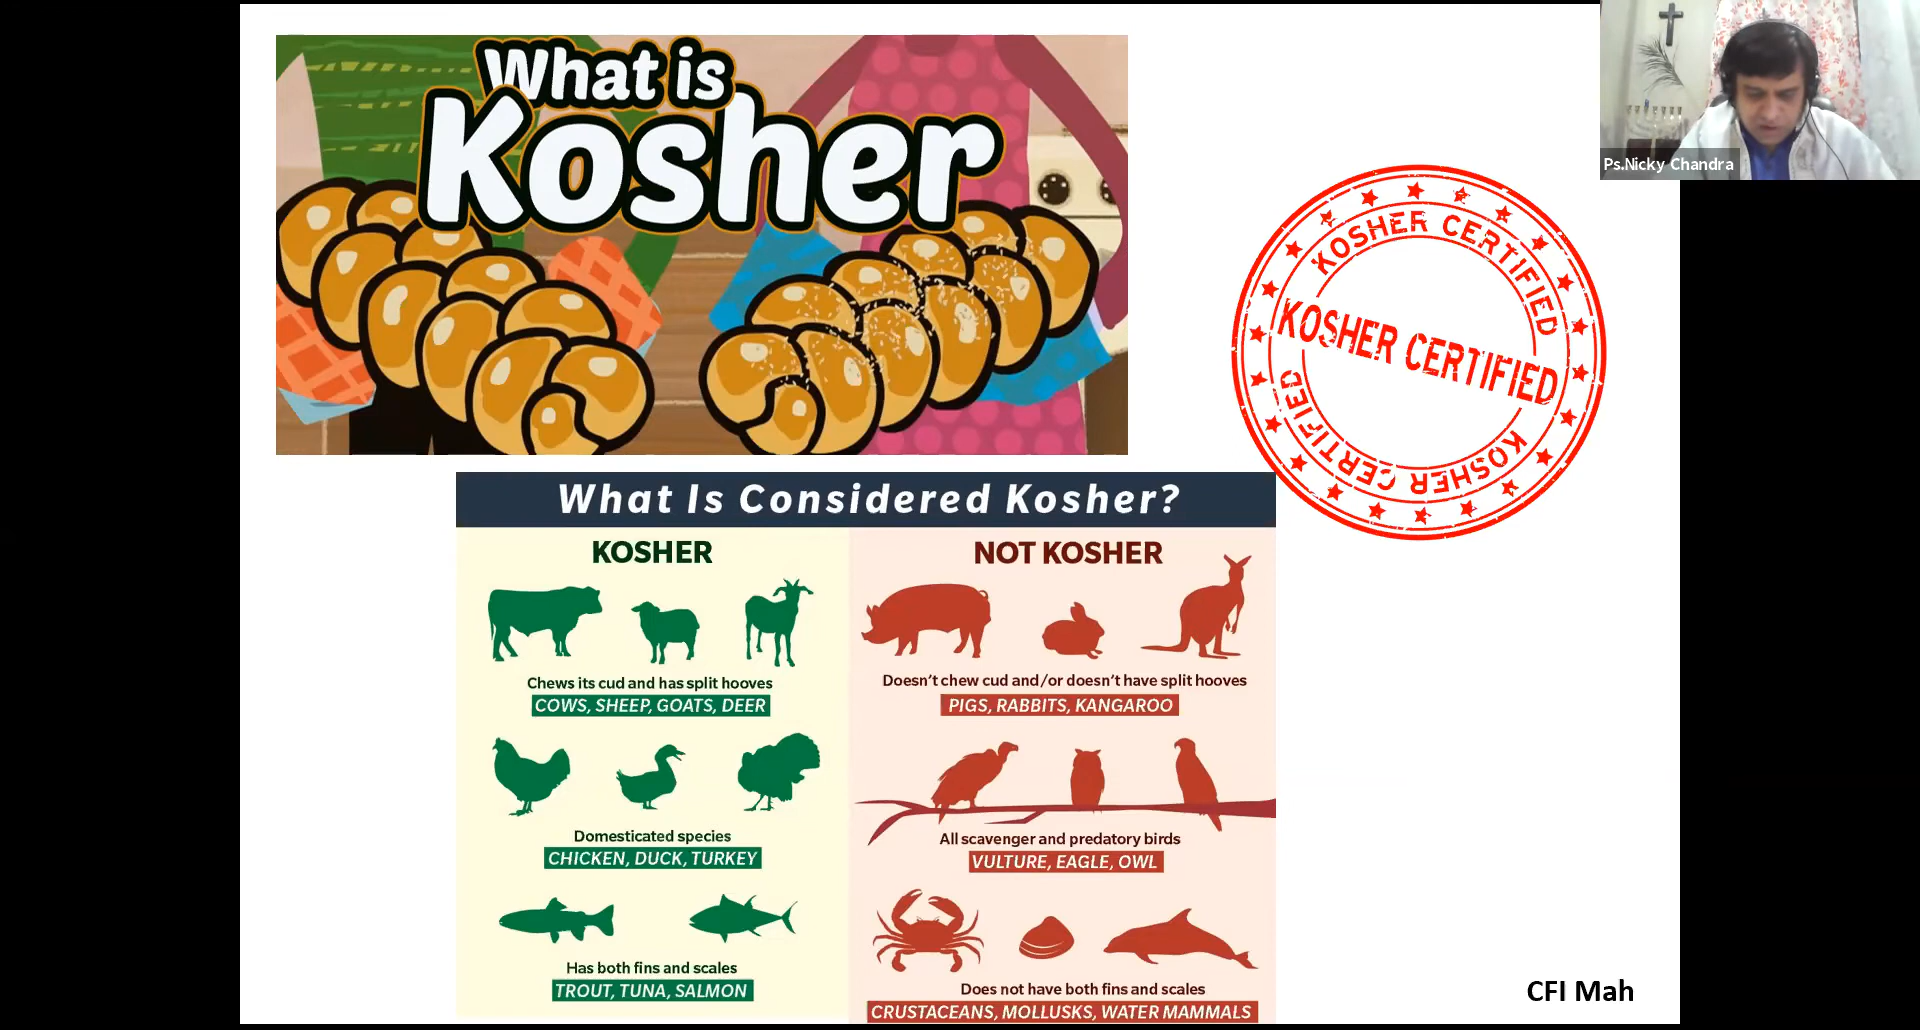 What is
Kosher
Ps.Nicky Chandra
KOSHER CERTIFIED
KOSHER CERTIFIED
KOSHER CERTIFIED
What Is Considered Kosher?
KOSHER
Chews its cud and has split hooves
COWS, SHEEP, GOATS, DEER
Domesticated species
CHICKEN, DUCK, TURKEY
Has both fins and scales
TROUT, TUNA, SALMON
NOT KOSHER
Doesn't chew cud and/or doesn't have split hooves
PIGS, RABBITS, KANGAROO
All scavenger and predatory birds
VULTURE, EAGLE, OWL
Does not have both fins and scales
CRUSTACEANS, MOLLUSKS, WATER MAMMALS
CFI Mah